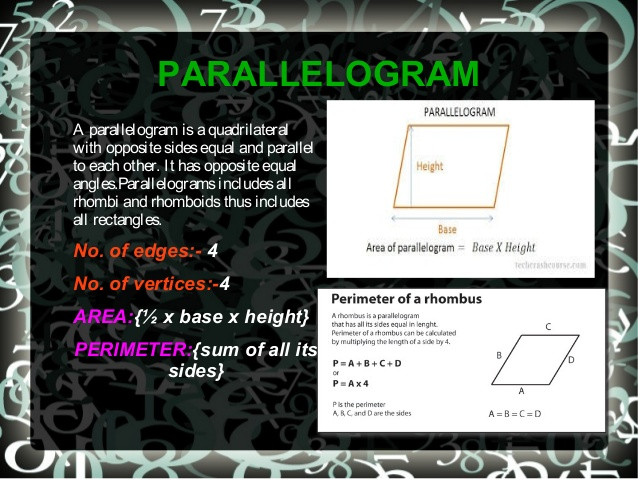 PARALLELOGRAM
A parallelogram is a quadrilateral
with opposite sides equal and parallel
to each other. It has opposite equal
angles.Parallelograms includes all
rhombi and rhomboids thus includes
all rectangles.
No. of edges:- 4
No. of vertices:-4
AREA:{½ x base x height}
PERIMETER:{sum of all its
sides}
PARALLELOGRAM
Height
Base
Area of parallelogram = Base X Height
techcrashcourse.com
Perimeter of a rhombus
A rhombus is a parallelogram
that has all its sides equal in lenght.
Perimeter of a rhombus can be calculated
by multiplying the length of a side by 4.
P = A + B + C + D
or
P = A x 4
P is the perimeter
A, B, C, and D are the sides
C
B
D
A
A = B = C = D